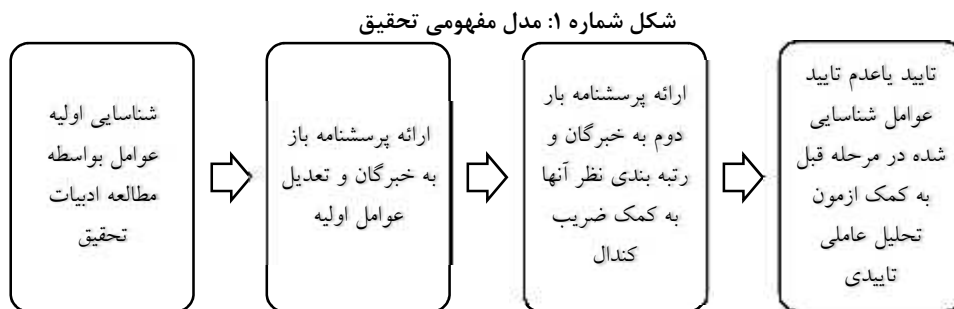 شکل شماره ۱: مدل مفهومی تحقیق
شناسایی اولیه
عوامل بواسطه
مطالعه ادبیات
تحقیق
ارائه پرسشنامه باز
به خبرگان و تعدیل
عوامل اولیه
ارائه پرسشنامه بار
دوم به خبرگان و
رتبه بندی نظر آنها
به کمک ضریب
کندال
تایید یاعدم تایید
عوامل شناسایی
شده در مرحله قبل
به کمک ازمون
تحلیل عاملی
تاییدی